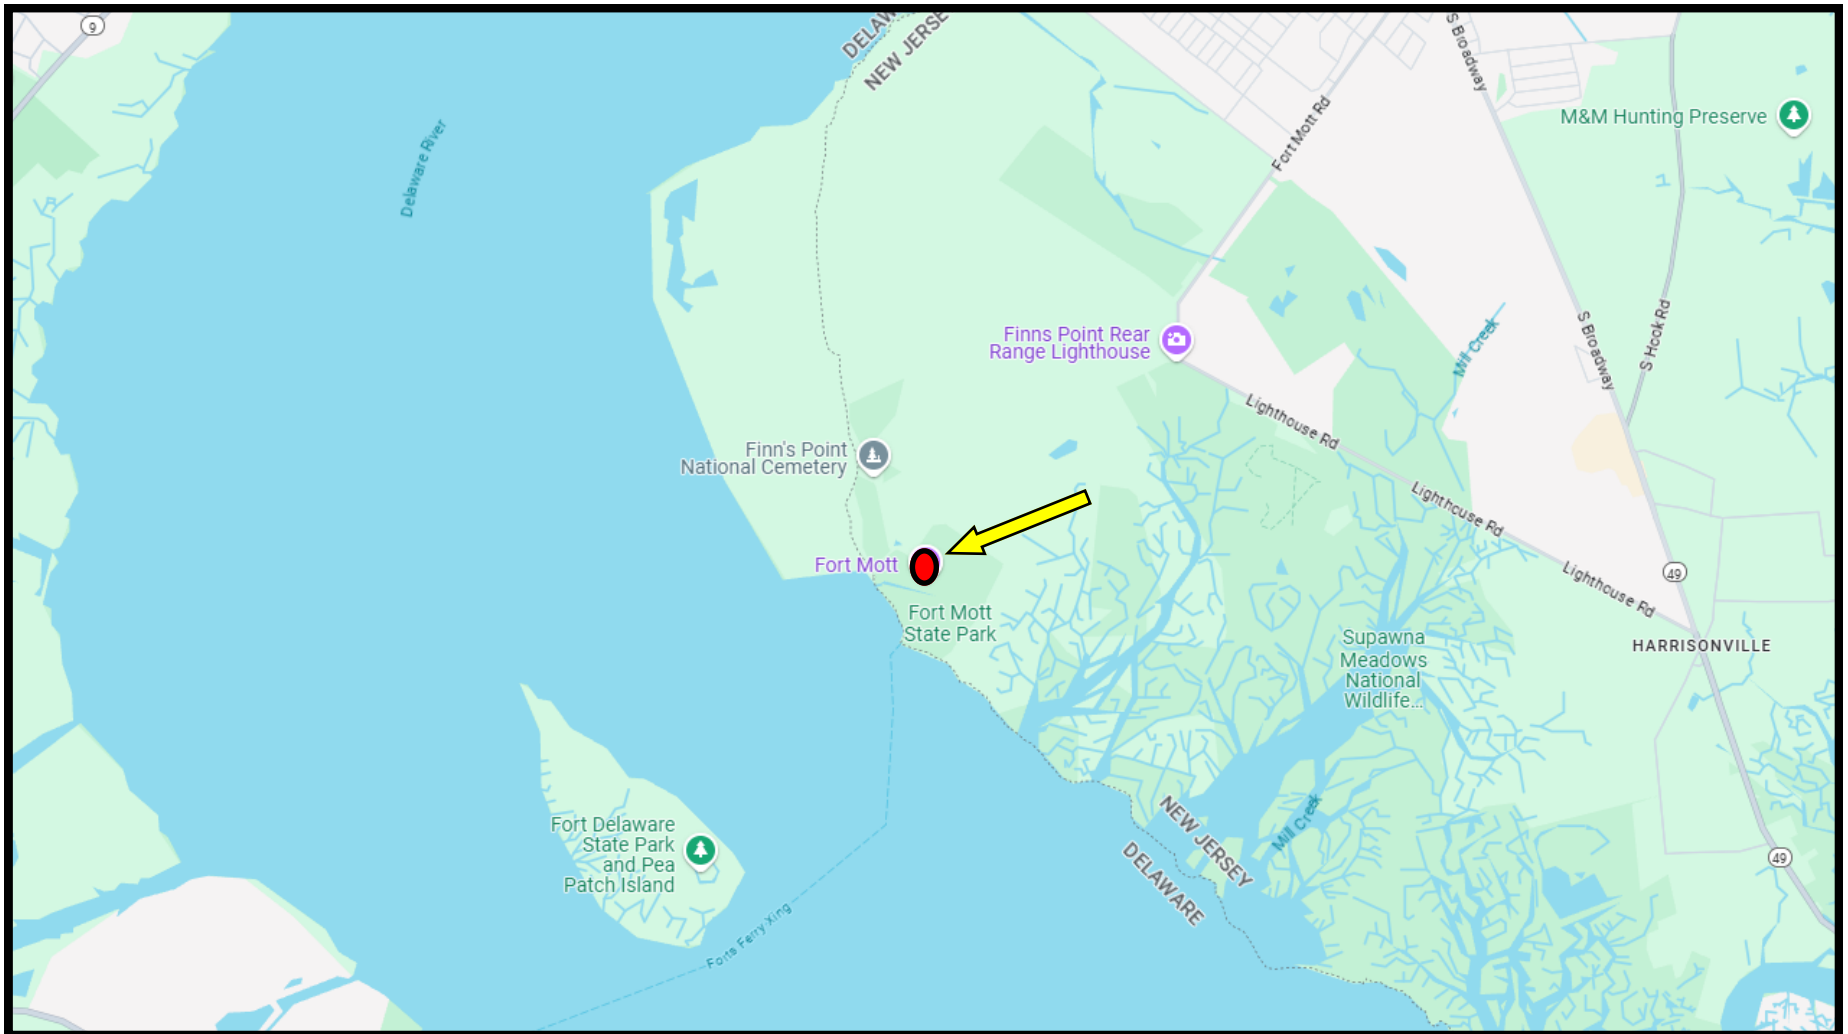 9
DELAW
NEW JERSE
S Broadway
Delaware River
Fort Mott Rd
M&M Hunting Preserve
Finns Point Rear
Range Lighthouse
Mill Creek
S Broadway
S Hook Rd
Lighthouse Rd
Finn's Point
National Cemetery
Lighthouse Rd
Fort Mott
Lighthouse Rd
49
Fort Mott
State Park
Supawna
Meadows
National
Wildlife...
HARRISONVILLE
Fort Delaware
State Park
and Pea
Patch Island
NEW JERSEY
DELAWARE
Mill Creek
49
Forts Ferry Xing